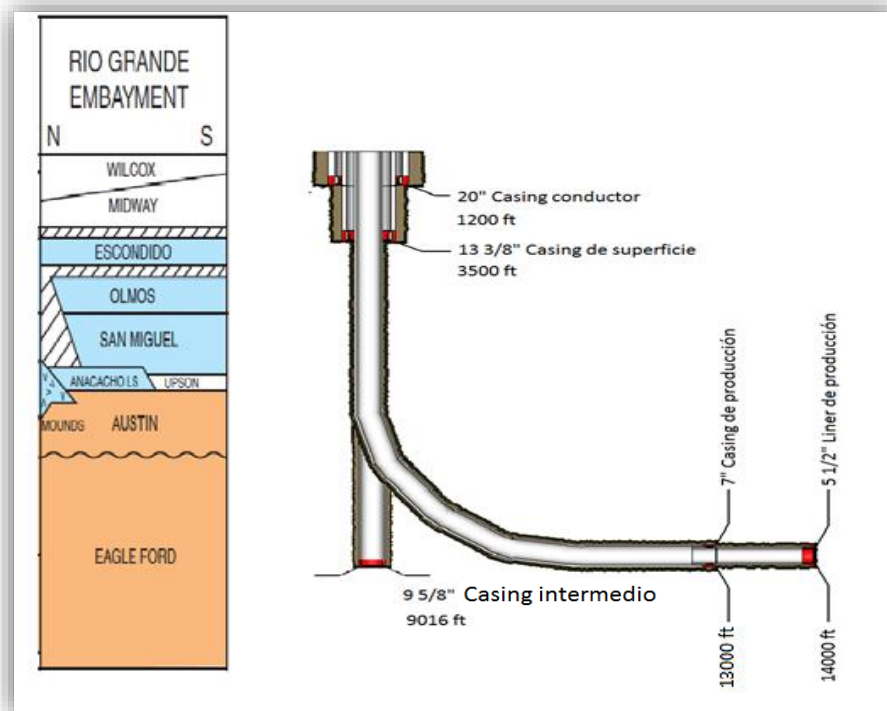 RIO GRANDE
EMBAYMENT
N S
WILCOX
MIDWAY
ESCONDIDO
OLMOS
SAN MIGUEL
ANACACHO LS UPSON
MOUNDS AUSTIN
EAGLE FORD
20" Casing conductor
1200 ft
13 3/8" Casing de superficie
3500 ft
9 5/8" Casing intermedio
9016 ft
7" Casing de producción
13000 ft
5 1/2" Liner de producción
14000 ft